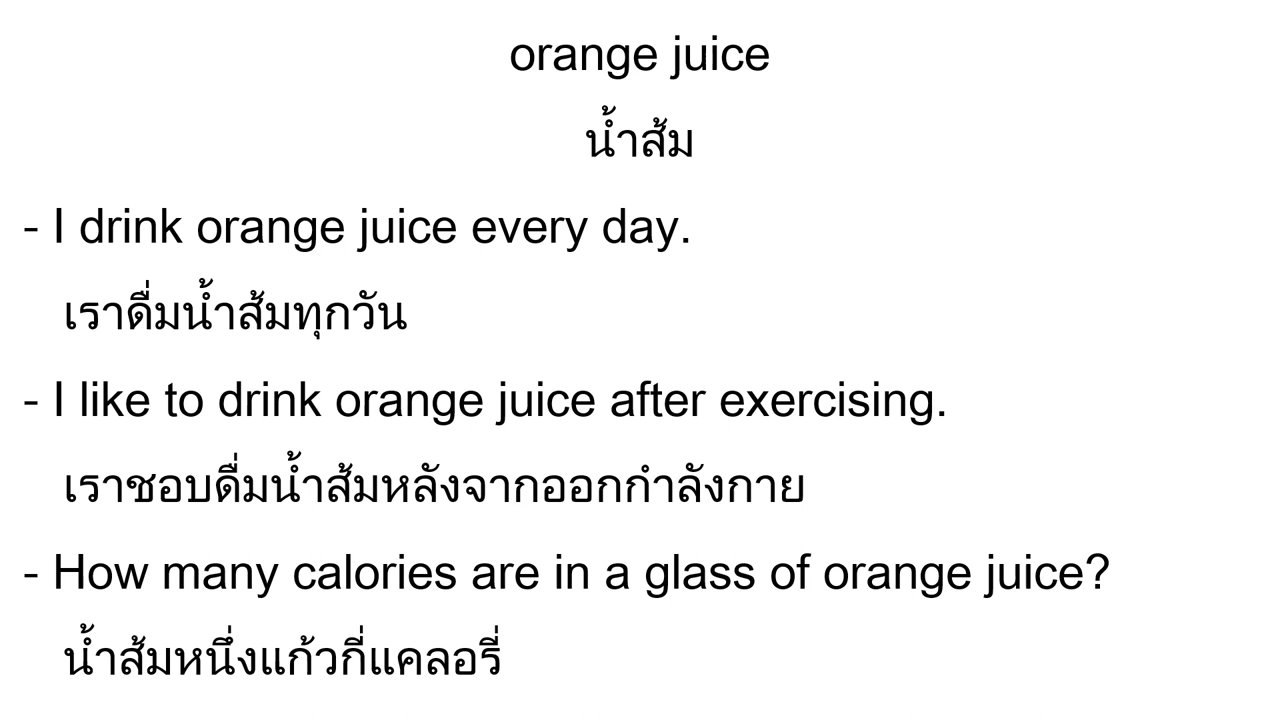 orange juice
น้ำส้ม
- I drink orange juice every day.
เราดื่มน้ำส้มทุกวัน
- I like to drink orange juice after exercising.
เราชอบดื่มน้ำส้มหลังจากออกกำลังกาย
- How many calories are in a glass of orange juice?
น้ำส้มหนึ่งแก้วกี่แคลอรี่